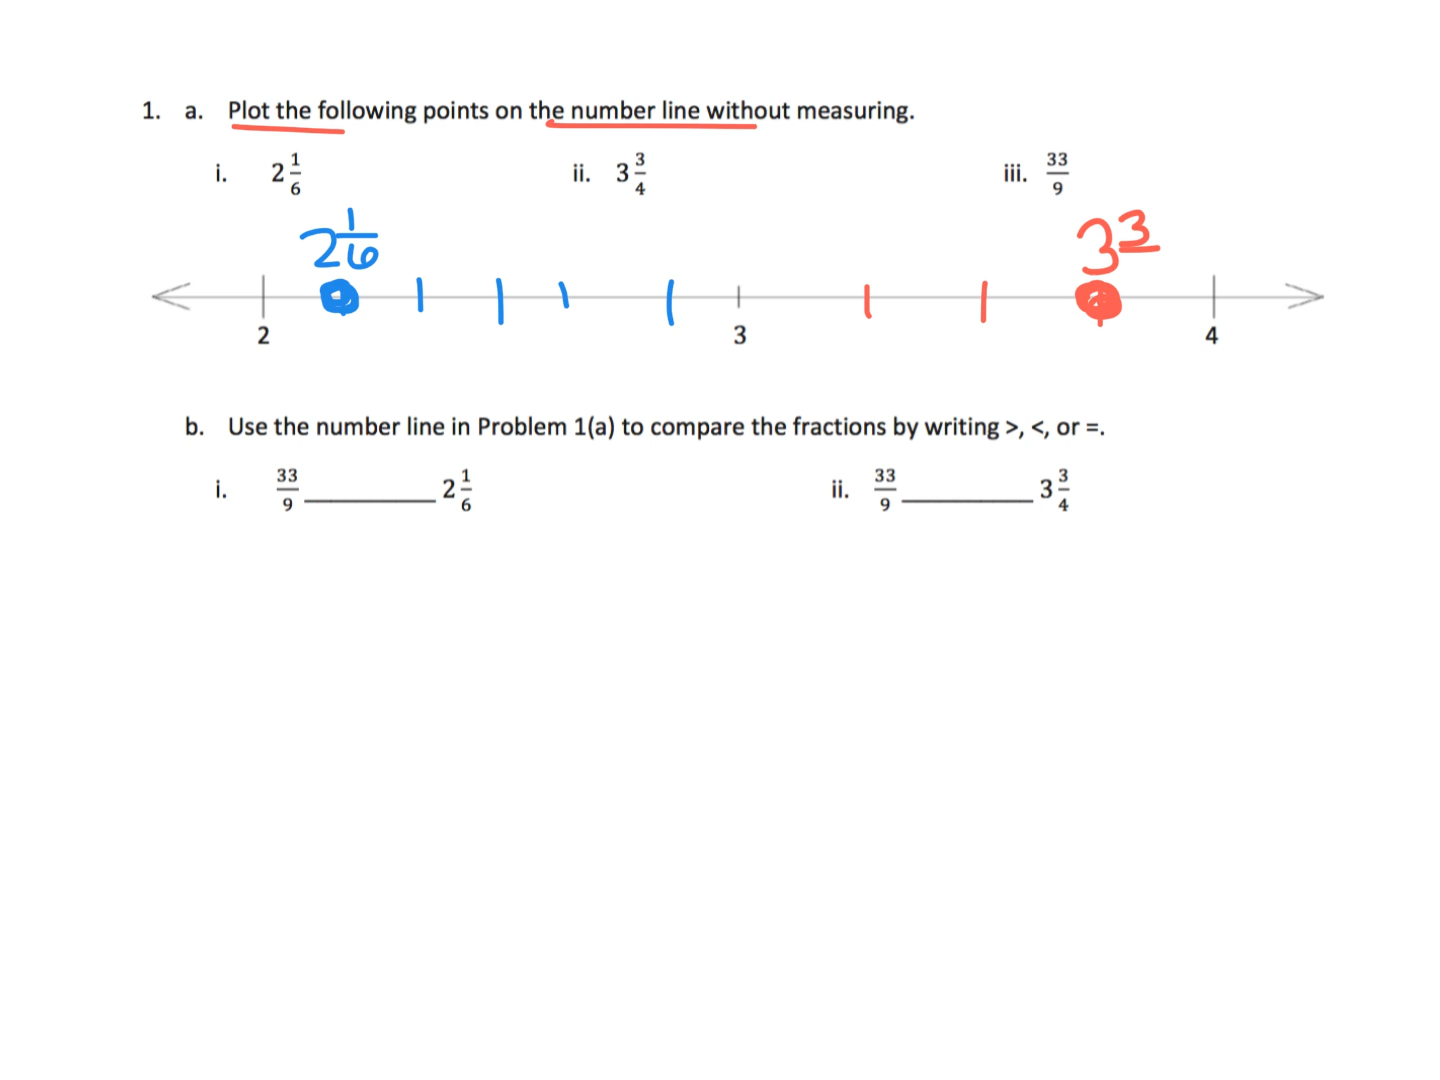 1. a. Plot the following points on the number line without measuring.
i. 2 1/6 ii. 3 3/4 iii. 33/9
2 1/6 3 3
2 3 4
b. Use the number line in Problem 1(a) to compare the fractions by writing >, <, or =.
i. 33/9 ________ 2 1/6 ii. 33/9 ________ 3 3/4